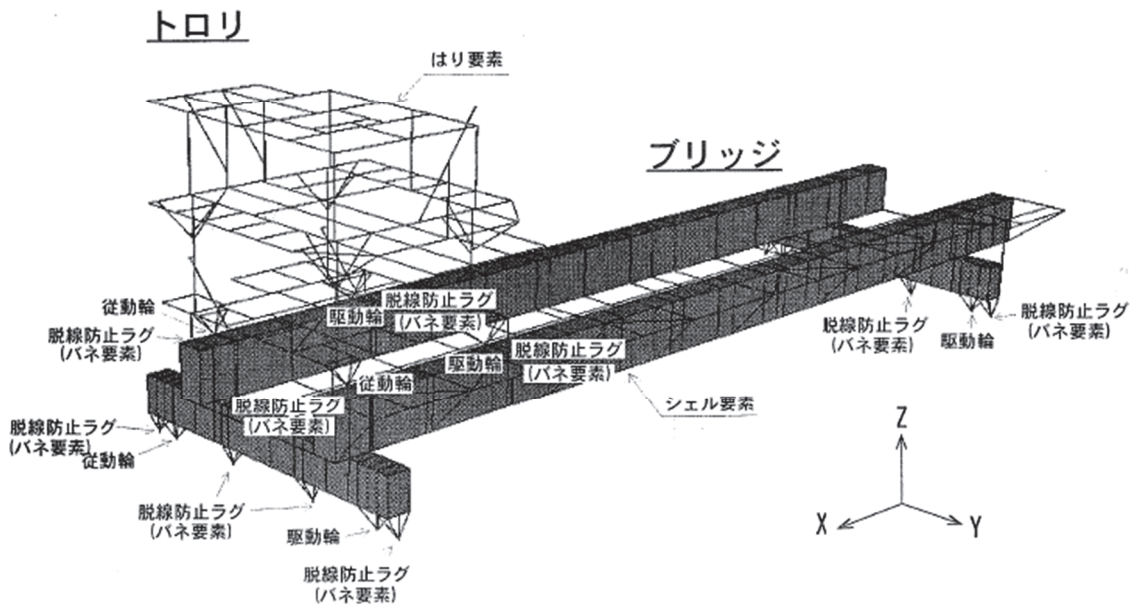 トロリ
はり要素
ブリッジ
従動輪
脱線防止ラグ
(バネ要素)
駆動輪
脱線防止ラグ
(バネ要素)
駆動輪
脱線防止ラグ
(バネ要素)
従動輪
脱線防止ラグ
(バネ要素)
脱線防止ラグ
(バネ要素)
駆動輪
脱線防止ラグ
(バネ要素)
シェル要素
脱線防止ラグ
(バネ要素)
従動輪
脱線防止ラグ
(バネ要素)
駆動輪
脱線防止ラグ
(バネ要素)
Z
X
Y